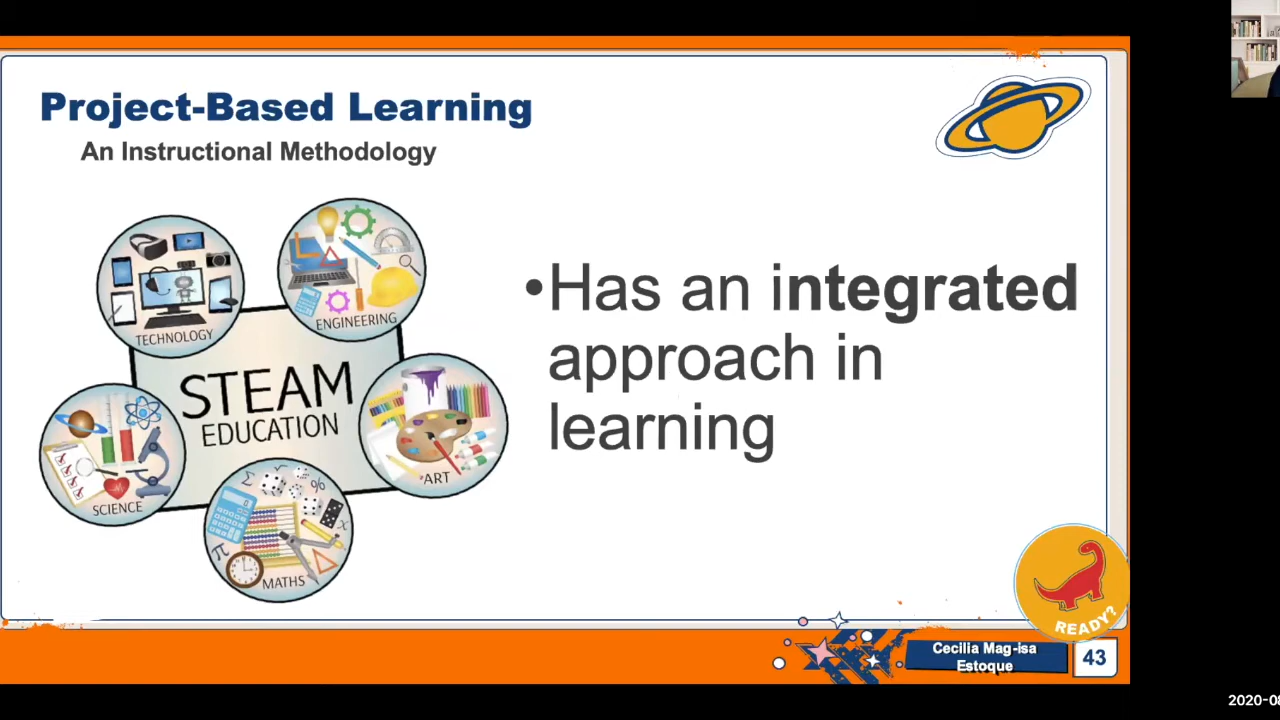 Project-Based Learning
An Instructional Methodology
TECHNOLOGY
ENGINEERING
STEAM
EDUCATION
SCIENCE
ART
MATHS
•Has an integrated
approach in
learning
READY?
Cecilia Mag-isa
Estoque
43